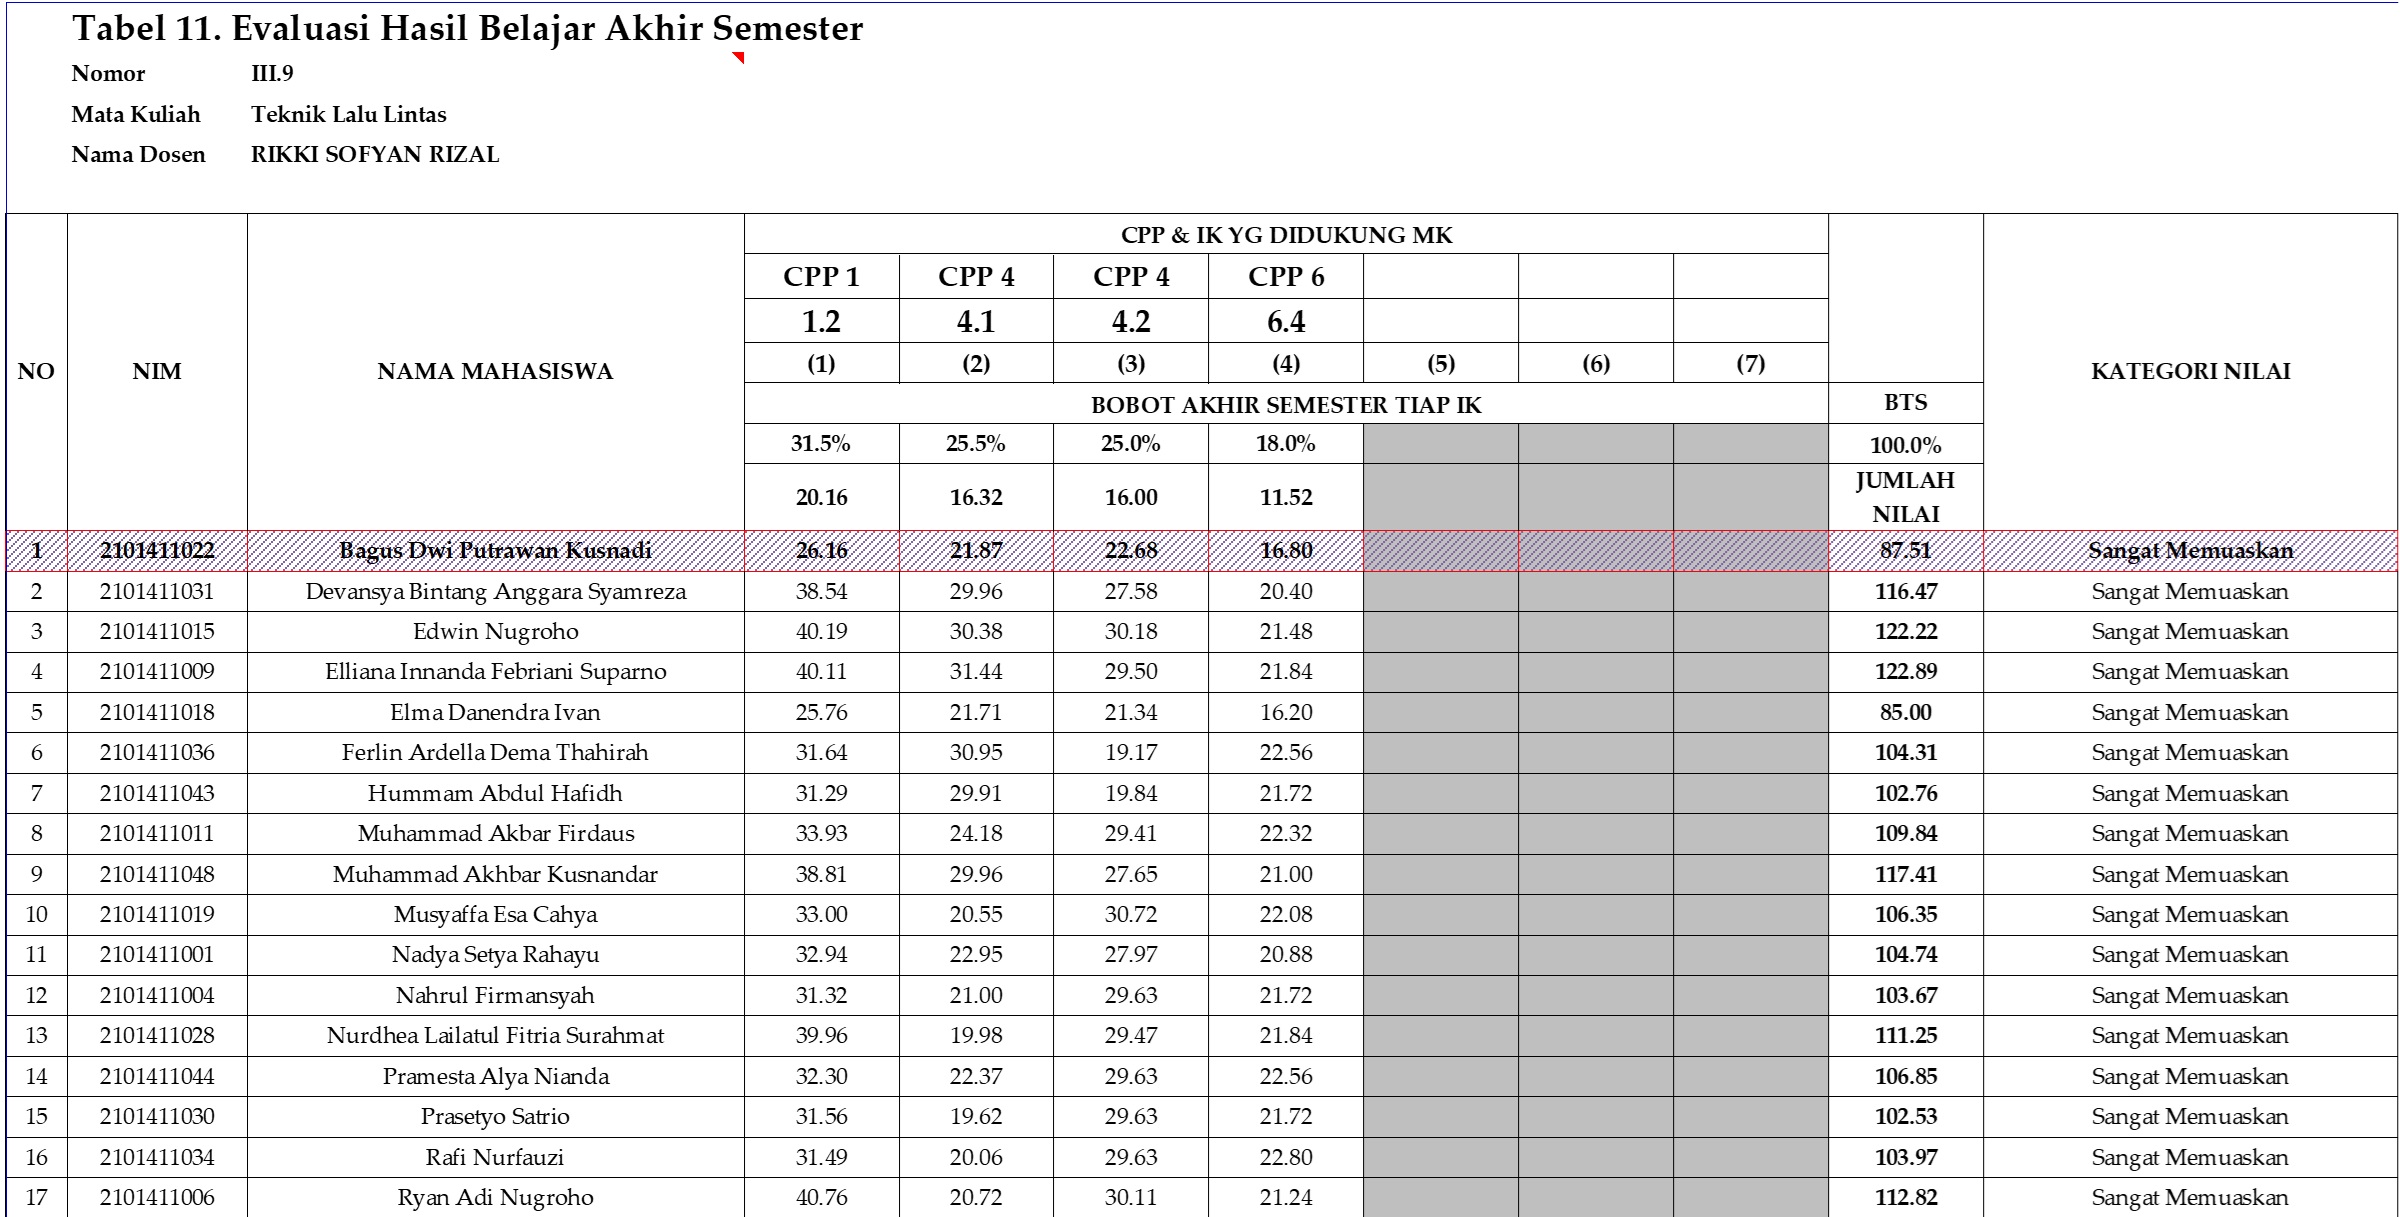 Tabel 11. Evaluasi Hasil Belajar Akhir Semester
Nomor III.9
Mata Kuliah Teknik Lalu Lintas
Nama Dosen RIKKI SOFYAN RIZAL
NO NIM NAMA MAHASISWA CPP & IK YG DIDUKUNG MK KATEGORI NILAI
CPP 1 CPP 4 CPP 4 CPP 6
1.2 4.1 4.2 6.4
(1) (2) (3) (4) (5) (6) (7)
BOBOT AKHIR SEMESTER TIAP IK BTS
31.5% 25.5% 25.0% 18.0% 100.0%
20.16 16.32 16.00 11.52 JUMLAH NILAI
1 2101411022 Bagus Dwi Putrawan Kusnadi 26.16 21.87 22.68 16.80 87.51 Sangat Memuaskan
2 2101411031 Devansya Bintang Anggara Syamreza 38.54 29.96 27.58 20.40 116.47 Sangat Memuaskan
3 2101411015 Edwin Nugroho 40.19 30.38 30.18 21.48 122.22 Sangat Memuaskan
4 2101411009 Elliana Innanda Febriani Suparno 40.11 31.44 29.50 21.84 122.89 Sangat Memuaskan
5 2101411018 Elma Danendra Ivan 25.76 21.71 21.34 16.20 85.00 Sangat Memuaskan
6 2101411036 Ferlin Ardella Dema Thahirah 31.64 30.95 19.17 22.56 104.31 Sangat Memuaskan
7 2101411043 Hummam Abdul Hafidh 31.29 29.91 19.84 21.72 102.76 Sangat Memuaskan
8 2101411011 Muhammad Akbar Firdaus 33.93 24.18 29.41 22.32 109.84 Sangat Memuaskan
9 2101411048 Muhammad Akhbar Kusnandar 38.81 29.96 27.65 21.00 117.41 Sangat Memuaskan
10 2101411019 Musyaffa Esa Cahya 33.00 20.55 30.72 22.08 106.35 Sangat Memuaskan
11 2101411001 Nadya Setya Rahayu 32.94 22.95 27.97 20.88 104.74 Sangat Memuaskan
12 2101411004 Nahrul Firmansyah 31.32 21.00 29.63 21.72 103.67 Sangat Memuaskan
13 2101411028 Nurdhea Lailatul Fitria Surahmat 39.96 19.98 29.47 21.84 111.25 Sangat Memuaskan
14 2101411044 Pramesta Alya Nianda 32.30 22.37 29.63 22.56 106.85 Sangat Memuaskan
15 2101411030 Prasetyo Satrio 31.56 19.62 29.63 21.72 102.53 Sangat Memuaskan
16 2101411034 Rafi Nurfauzi 31.49 20.06 29.63 22.80 103.97 Sangat Memuaskan
17 2101411006 Ryan Adi Nugroho 40.76 20.72 30.11 21.24 112.82 Sangat Memuaskan